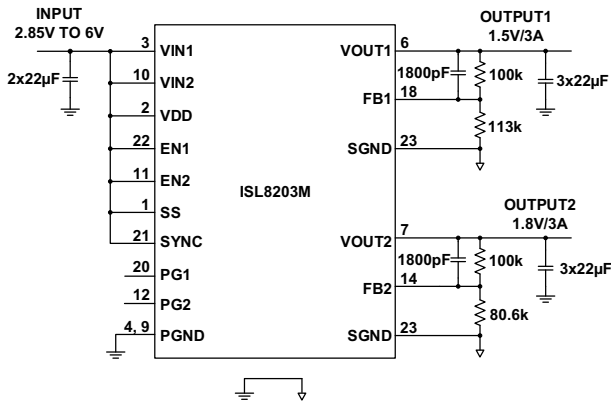 INPUT
2.85V TO 6V
2x22µF
3 VIN1
10 VIN2
2 VDD
22 EN1
11 EN2
1 SS
21 SYNC
20 PG1
12 PG2
4, 9 PGND
ISL8203M
OUTPUT1
1.5V/3A
VOUT1 6
1800pF 100k 3x22µF
FB1 18
113k
SGND 23
OUTPUT2
1.8V/3A
VOUT2 7
1800pF 100k 3x22µF
FB2 14
80.6k
SGND 23